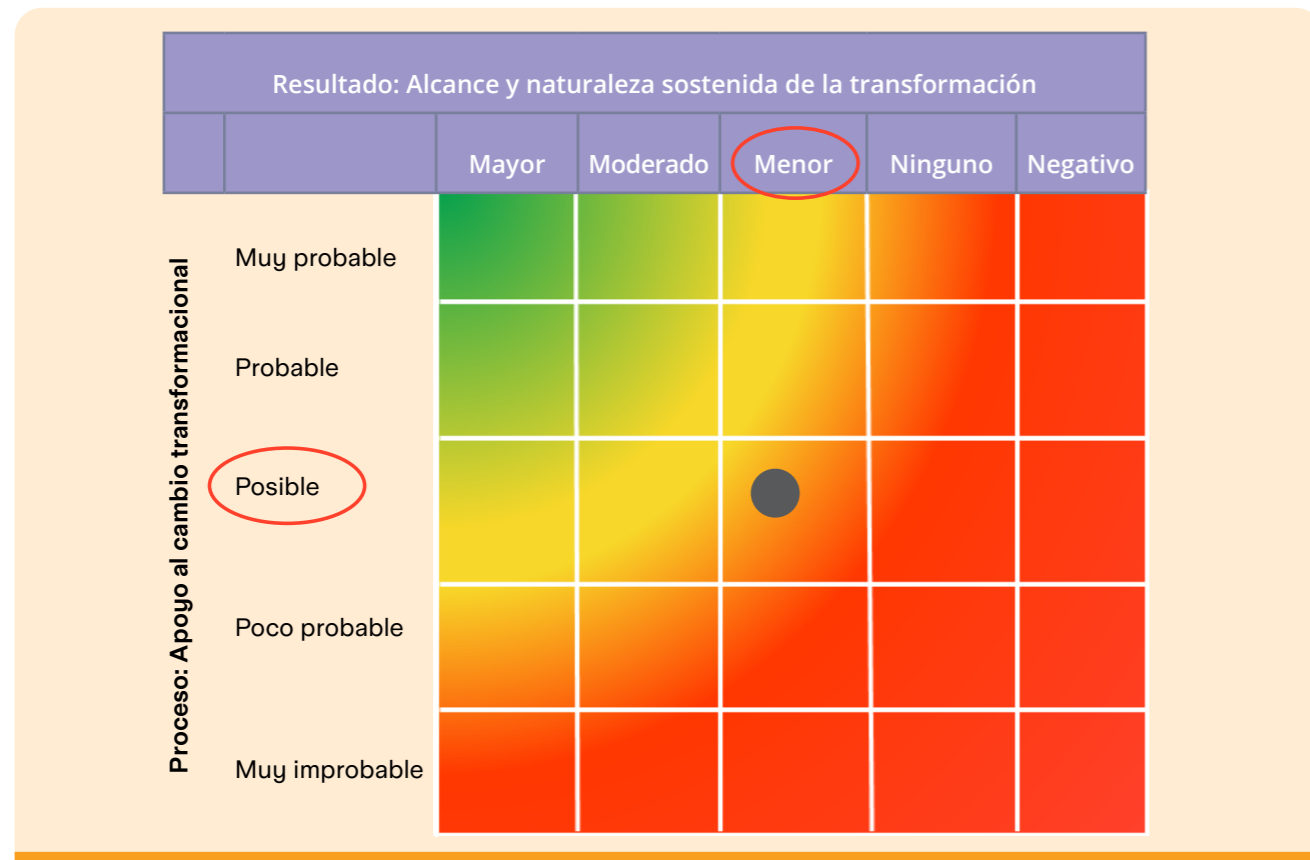 Resultado: Alcance y naturaleza sostenida de la transformación
Mayor
Moderado
Menor
Ninguno
Negativo
Proceso: Apoyo al cambio transformacional
Muy probable
Probable
Posible
Poco probable
Muy improbable